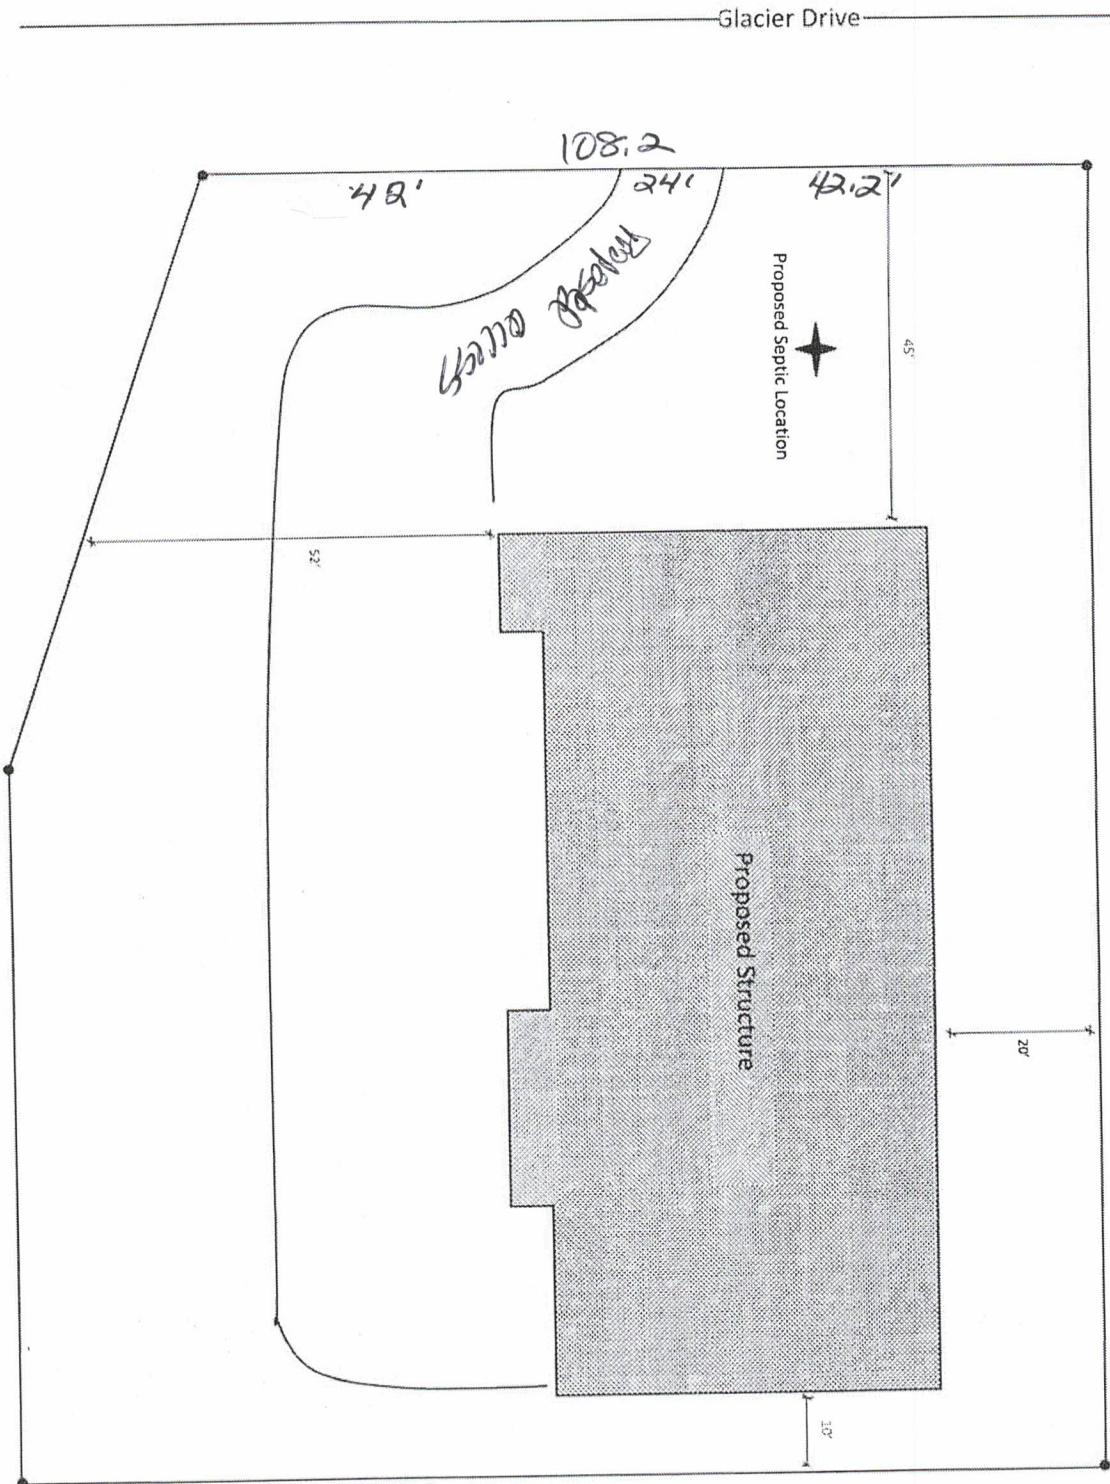 Glacier Drive
108.2
42'
24'
42.2'
Proposed access
Proposed Septic Location
45'
52'
Proposed Structure
20'
10'